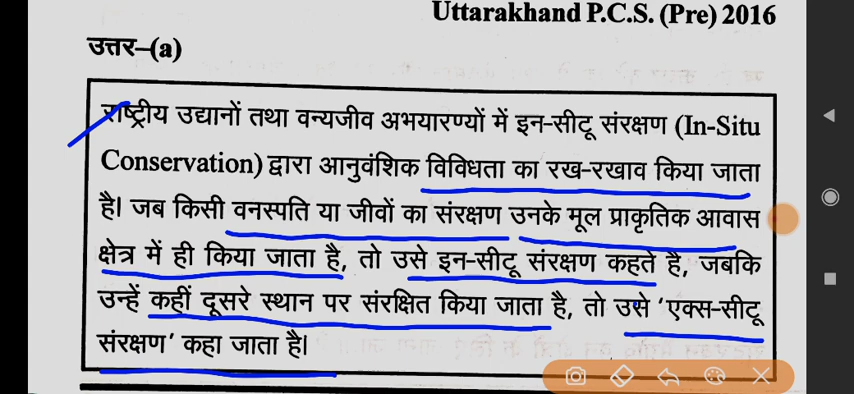 Uttarakhand P.C.S. (Pre) 2016
उत्तर–(a)
राष्ट्रीय उद्यानों तथा वन्यजीव अभयारण्यों में इन-सीटू संरक्षण (In-Situ
Conservation) द्वारा आनुवंशिक विविधता का रख-रखाव किया जाता
है। जब किसी वनस्पति या जीवों का संरक्षण उनके मूल प्राकृतिक आवास
क्षेत्र में ही किया जाता है, तो उसे इन-सीटू संरक्षण कहते हैं, जबकि
उन्हें कहीं दूसरे स्थान पर संरक्षित किया जाता है, तो उसे ‘एक्स-सीटू
संरक्षण’ कहा जाता है।